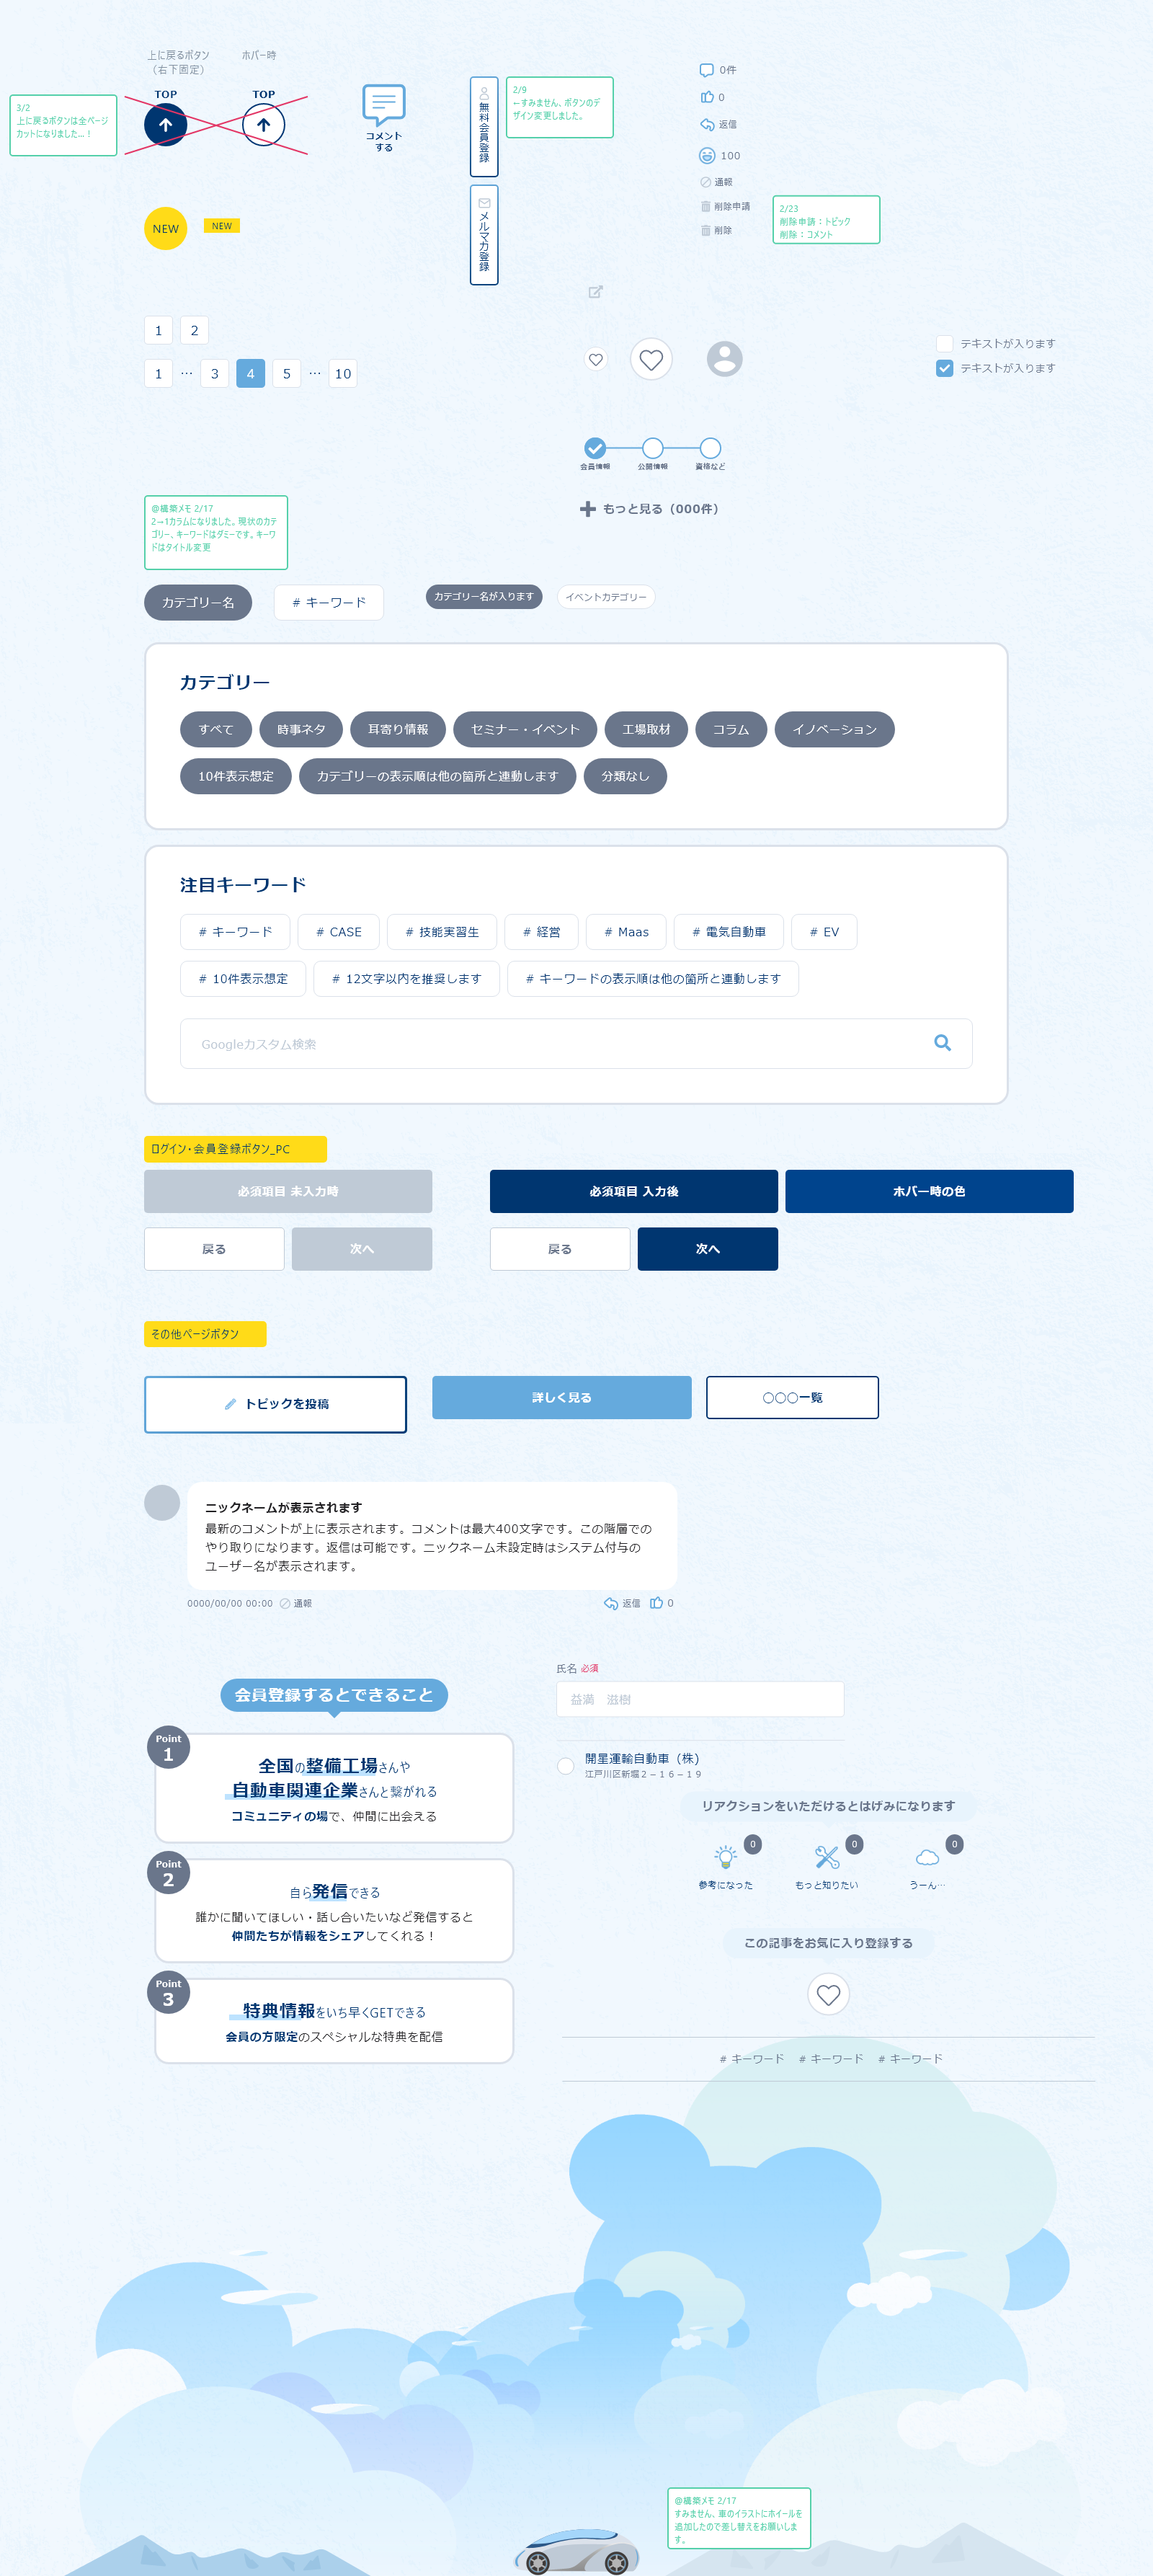 上に戻るボタン
（右下固定）
ホバー時
3/2
上に戻るボタンは全ページ
カットになりました...！
TOP
TOP
コメント
する
無料会員登録
2/9
←すみません、ボタンのデ
ザイン変更しました。
メルマガ登録
0件
0
返信
100
通報
削除申請
削除
2/23
削除申請：トピック
削除：コメント
NEW
NEW
1 2
1 … 3 4 5 … 10
テキストが入ります
テキストが入ります
会員情報 公開情報 資格など
もっと見る（000件）
@構築メモ 2/17
2→1カラムになりました。現状のカテ
ゴリー、キーワードはダミーです。キーワ
ドはタイトル変更
カテゴリー名
# キーワード
カテゴリー名が入ります
イベントカテゴリー
カテゴリー
すべて 時事ネタ 耳寄り情報 セミナー・イベント 工場取材 コラム イノベーション
10件表示想定 カテゴリーの表示順は他の箇所と連動します 分類なし
注目キーワード
# キーワード # CASE # 技能実習生 # 経営 # Maas # 電気自動車 # EV
# 10件表示想定 # 12文字以内を推奨します # キーワードの表示順は他の箇所と連動します
Googleカスタム検索
ログイン・会員登録ボタン_PC
必須項目 未入力時 必須項目 入力後 ホバー時の色
戻る 次へ 戻る 次へ
その他ページボタン
トピックを投稿 詳しく見る 〇〇〇一覧
ニックネームが表示されます
最新のコメントが上に表示されます。コメントは最大400文字です。この階層での
やり取りになります。返信は可能です。ニックネーム未設定時はシステム付与の
ユーザー名が表示されます。
0000/00/00 00:00 通報 返信 0
会員登録するとできること
Point
1
全国の整備工場さんや
自動車関連企業さんと繋がれる
コミュニティの場で、仲間に出会える
Point
2
自ら発信できる
誰かに聞いてほしい・話し合いたいなど発信すると
仲間たちが情報をシェアしてくれる！
Point
3
特典情報をいち早くGETできる
会員の方限定のスペシャルな特典を配信
氏名 必須
益満　滋樹
開星運輸自動車（株）
江戸川区新堀２－１６－１９
リアクションをいただけるとはげみになります
0 0 0
参考になった もっと知りたい うーん…
この記事をお気に入り登録する
# キーワード # キーワード # キーワード
@構築メモ 2/17
すみません、車のイラストにホイールを
追加したので差し替えをお願いしま
す。